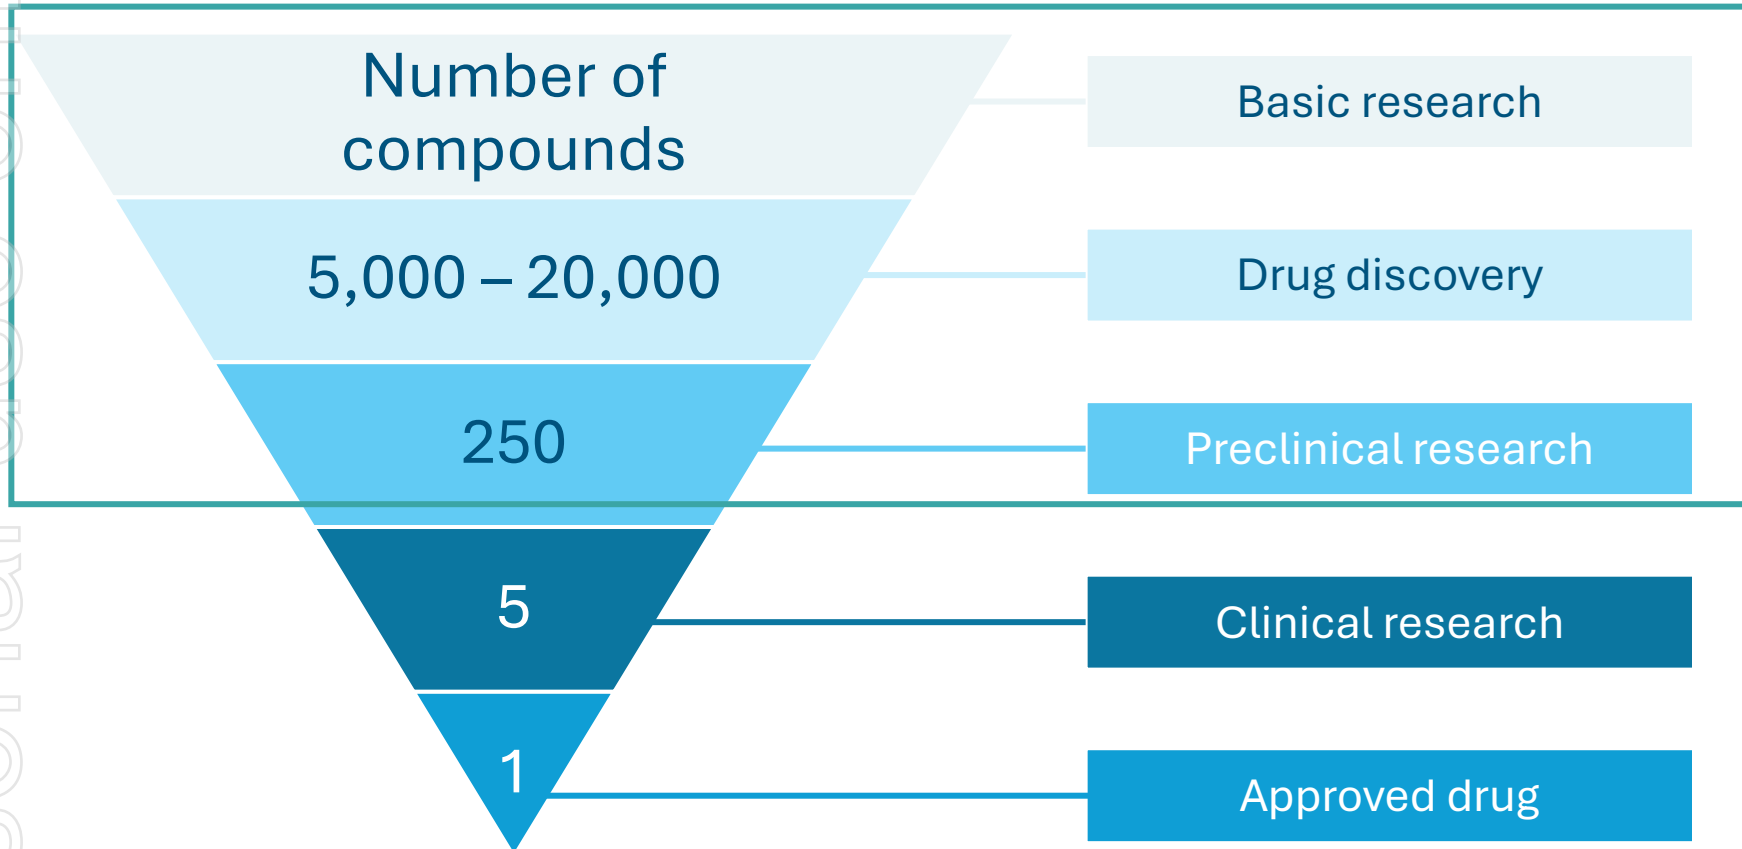 Number of
compounds
Basic research
5,000 – 20,000
Drug discovery
250
Preclinical research
5
Clinical research
1
Approved drug